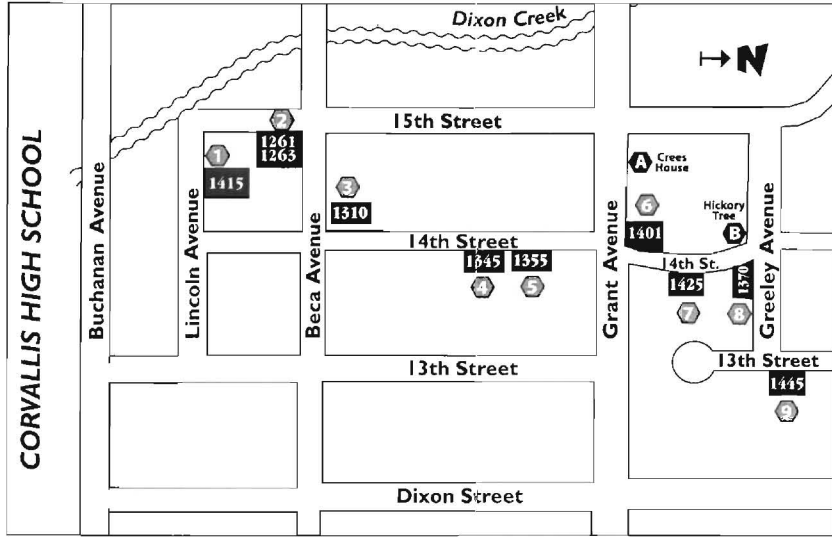 Dixon Creek
N
15th Street
2
1261
1263
1
1415
3
1310
A
Crees
House
6
1401
Hickory
Tree
B
14th Street
14th St.
1345
1355
4
5
1425
7
1370
8
13th Street
13th Street
1445
9
Dixon Street
CORVALLIS HIGH SCHOOL
Buchanan Avenue
Lincoln Avenue
Beca Avenue
Grant Avenue
Greeley Avenue